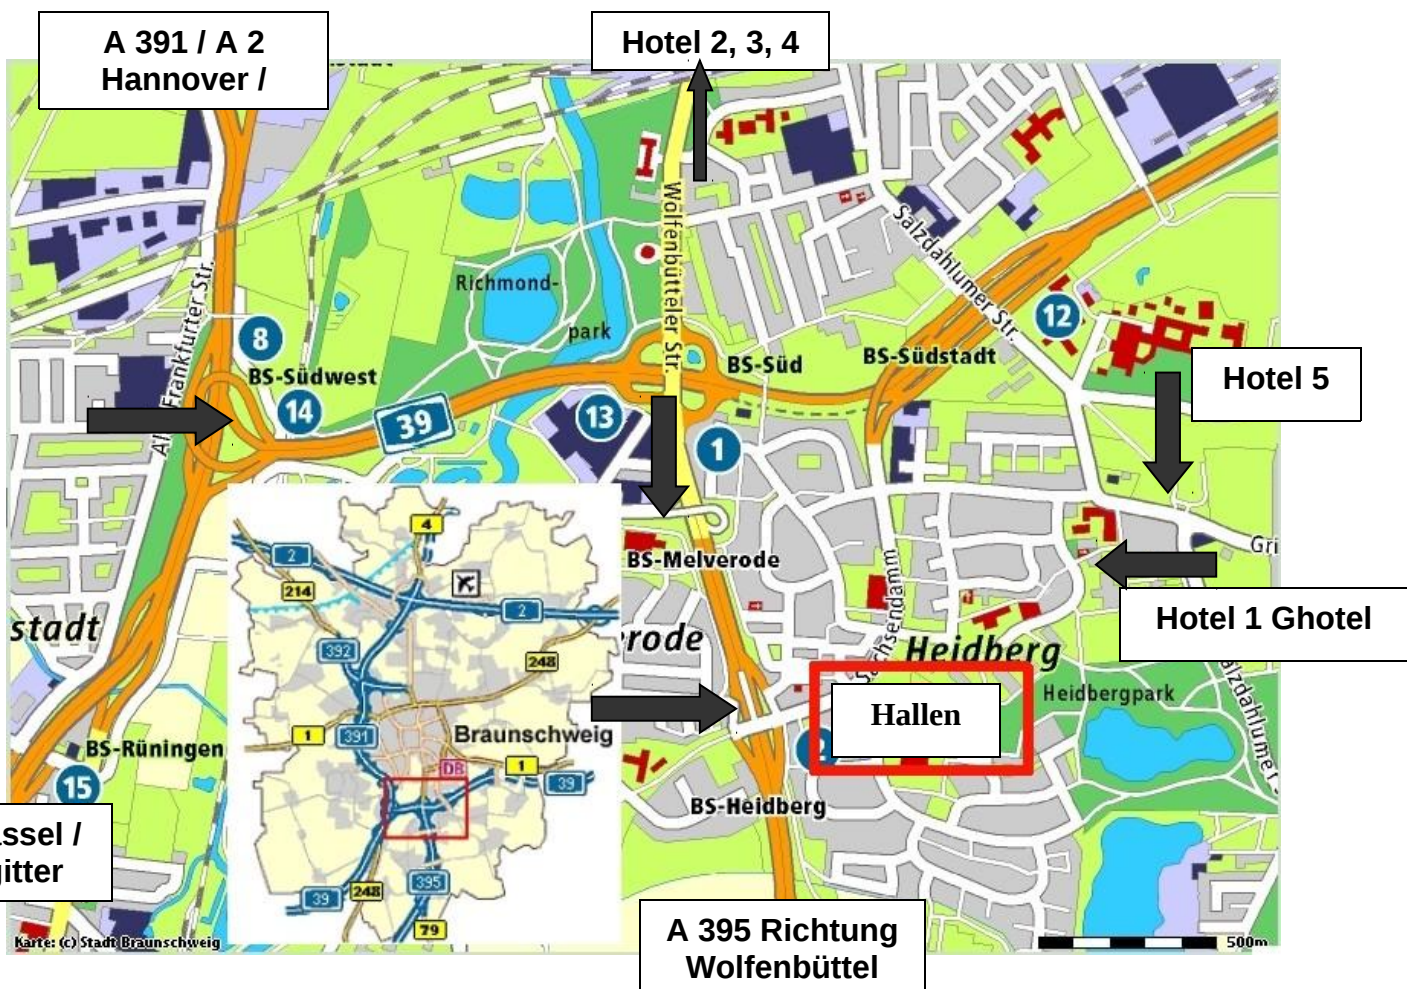 A 391 / A 2
Hannover /
Hotel 2, 3, 4
Wolfenbütteler Str.
Salzdahlumer Str.
Richmond-
park
Frankfurter Str.
8
12
BS-Südwest
BS-Süd
BS-Südstadt
Hotel 5
14
39
13
1
4
2
BS-Melverode
Gri
214
2
Hotel 1 Ghotel
stadt
rode
392
248
Sachsendamm
Heidberg
Hallen
Heidbergpark
Salzdahlumer
1
391
Braunschweig
BS-Rüningen
DB
1
39
15
BS-Heidberg
ssel /
gitter
395
248
39
79
A 395 Richtung
Wolfenbüttel
Karte: (c) Stadt Braunschweig
500m